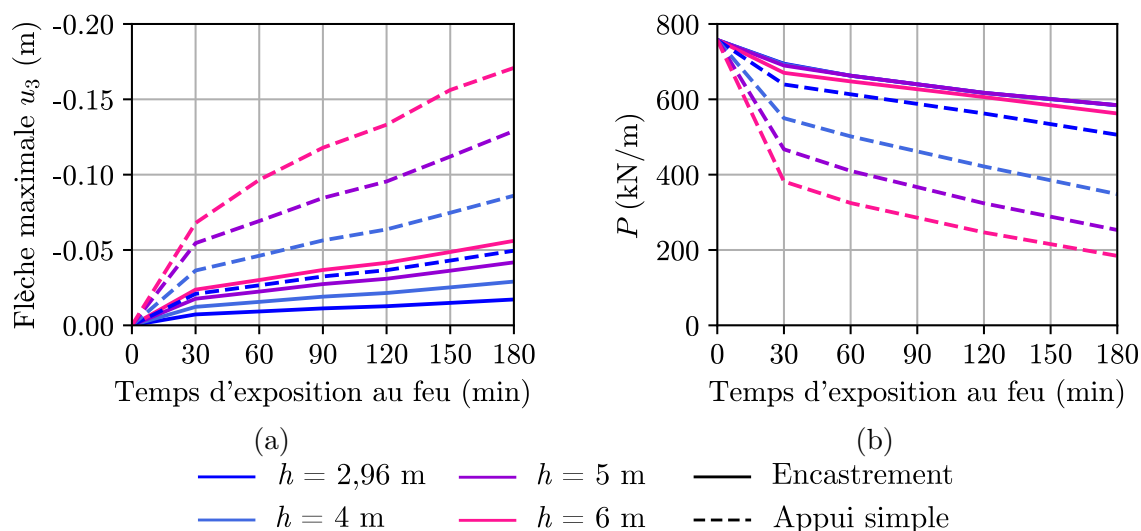 -0.20
-0.15
-0.10
-0.05
0.00
0 30 60 90 120 150 180
Flèche maximale u3 (m)
Temps d'exposition au feu (min)
(a)
800
600
400
200
0
0 30 60 90 120 150 180
P (kN/m)
Temps d'exposition au feu (min)
(b)
h = 2,96 m h = 5 m Encastrement
h = 4 m h = 6 m Appui simple